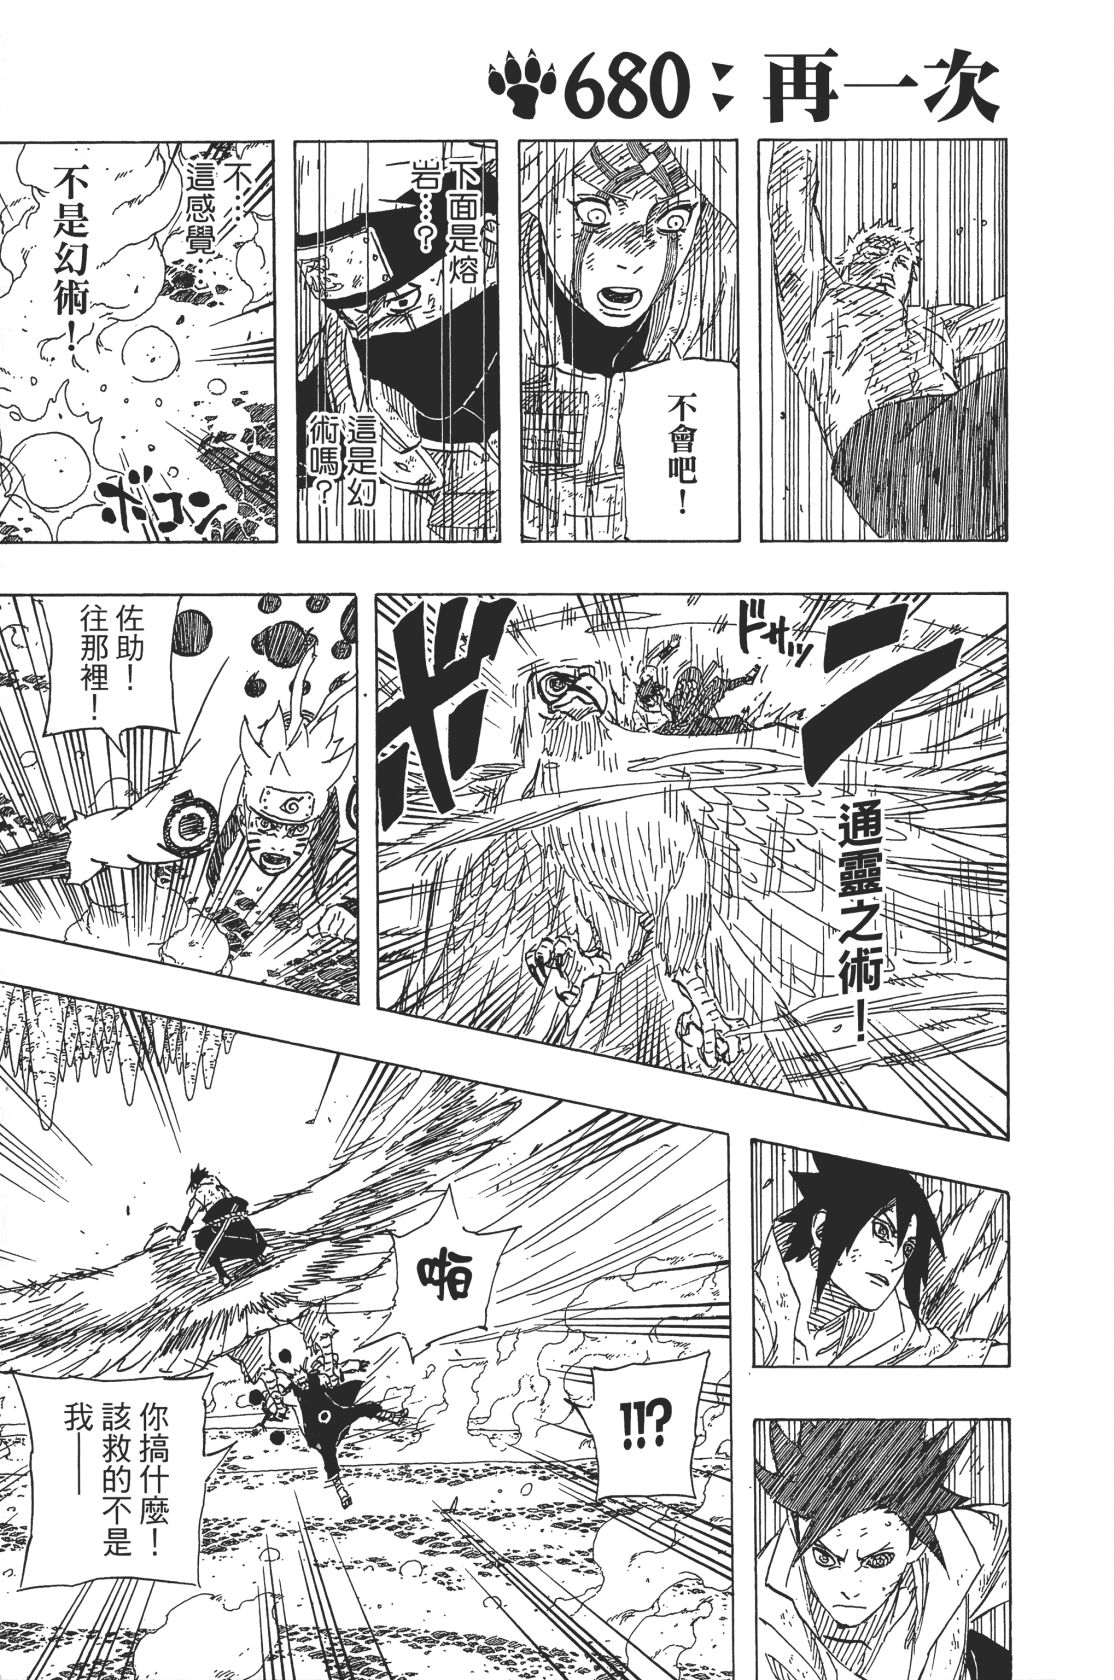 680：再一次
不會吧！
下面是熔
岩…？
這是幻
術嗎？
不…
這感覺…
不是幻術！
ボコン
ドサッ
通靈之術！
佐助！
往那裡！
啪
!!?
你搞什麼！
該救的不是
我——